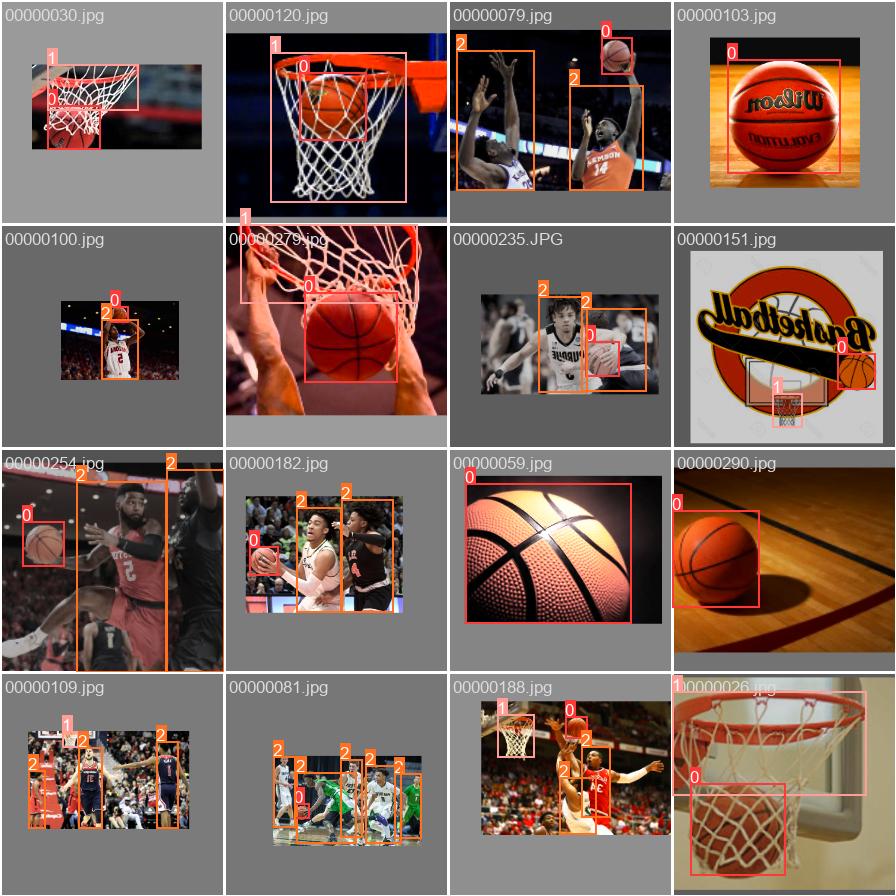 00000030.jpg
00000120.jpg
00000079.jpg
00000103.jpg
1
0
1
0
2
0
2
CLEMSON
14
0
Wilson
EVOLUTION
00000100.jpg
00000279.jpg
00000235.JPG
00000151.jpg
0
2
2
1
0
2
2
0
PURDUE
Basketball
0
1
00000254.jpg
00000182.jpg
00000059.jpg
00000290.jpg
0
2
2
2
0
2
2
4
0
0
00000109.jpg
00000081.jpg
00000188.jpg
00000026.jpg
1
2
2
2
2
2
2
2
0
1
0
2
2
1
0